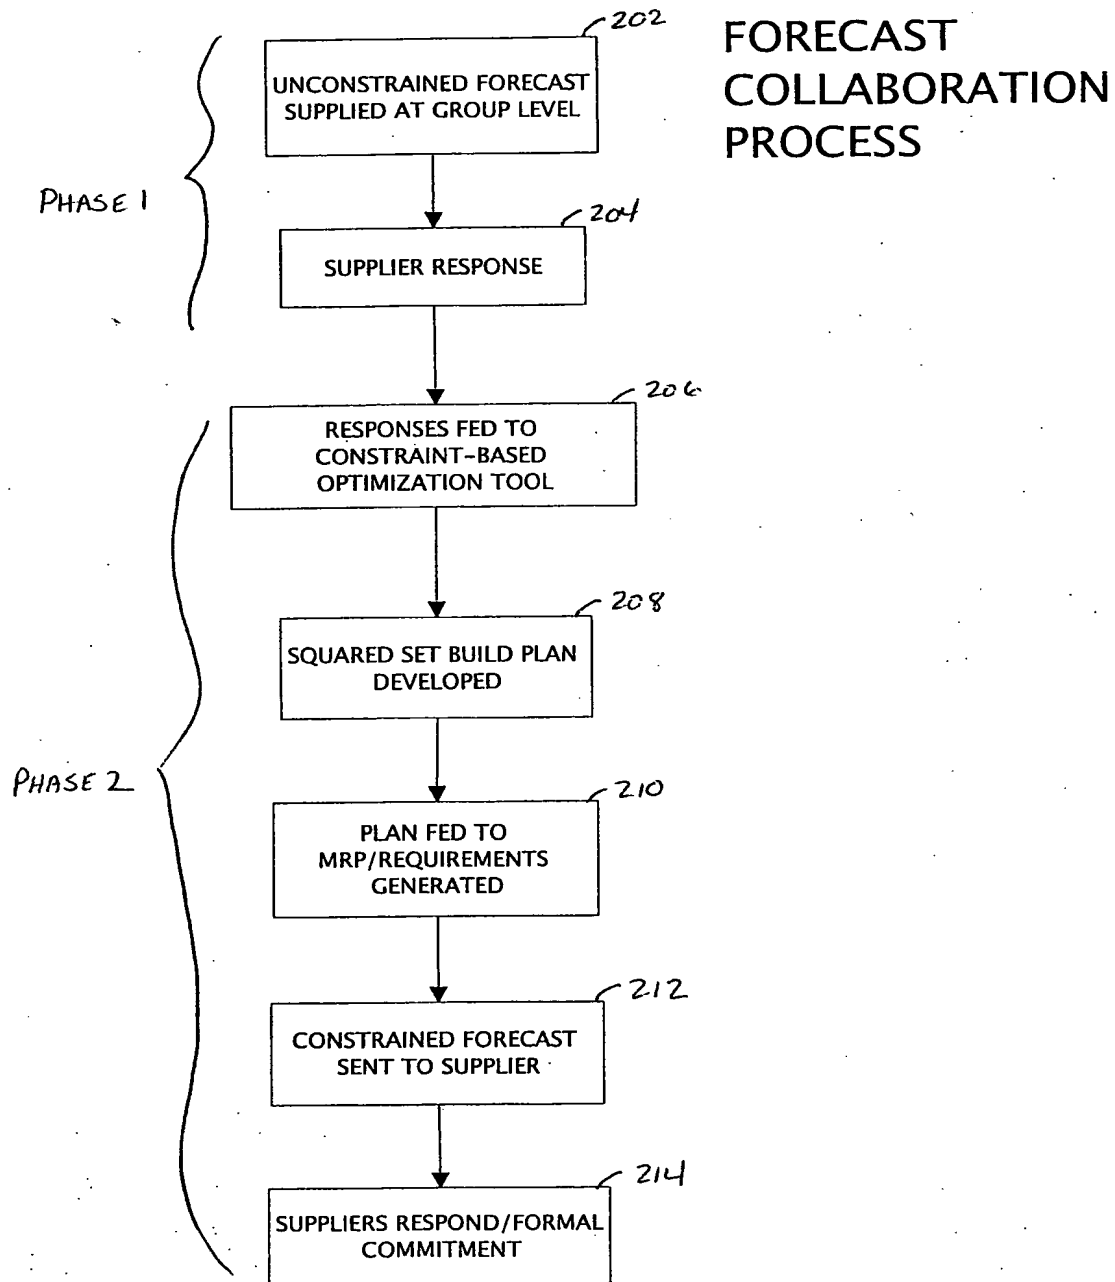 FORECAST
COLLABORATION
PROCESS
202
UNCONSTRAINED FORECAST
SUPPLIED AT GROUP LEVEL
PHASE 1
204
SUPPLIER RESPONSE
206
RESPONSES FED TO
CONSTRAINT-BASED
OPTIMIZATION TOOL
208
SQUARED SET BUILD PLAN
DEVELOPED
PHASE 2
210
PLAN FED TO
MRP/REQUIREMENTS
GENERATED
212
CONSTRAINED FORECAST
SENT TO SUPPLIER
214
SUPPLIERS RESPOND/FORMAL
COMMITMENT